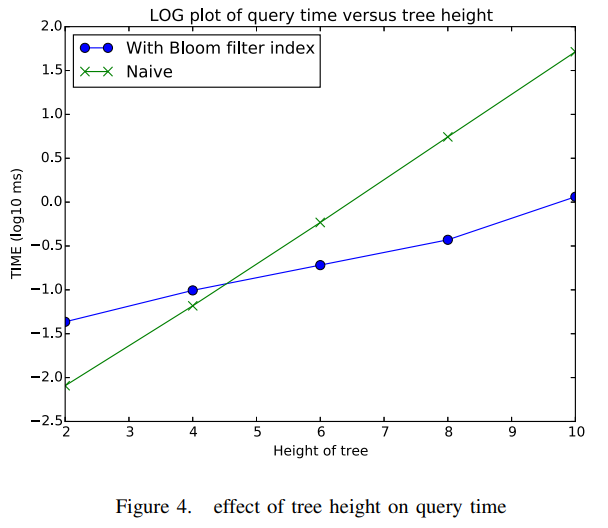 LOG plot of query time versus tree height
With Bloom filter index
Naive
2.0
1.5
1.0
0.5
0.0
−0.5
−1.0
−1.5
−2.0
−2.5
TIME (log10 ms)
2 3 4 5 6 7 8 9 10
Height of tree
Figure 4. effect of tree height on query time